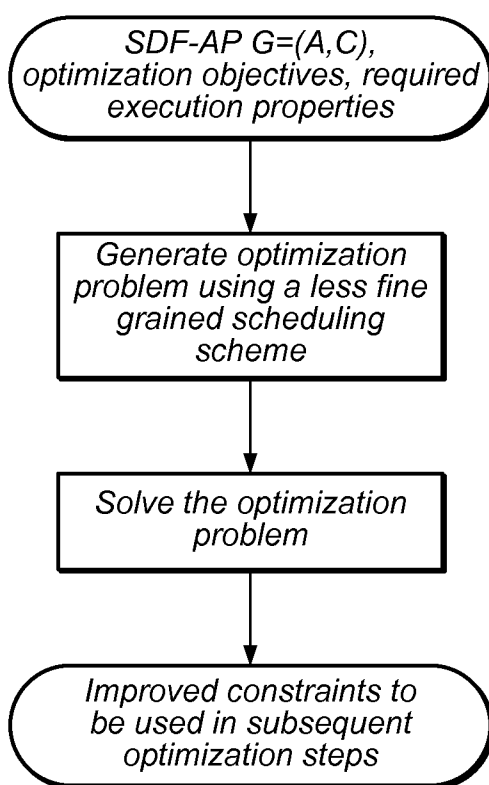 SDF-AP G=(A,C),
optimization objectives, required
execution properties
Generate optimization
problem using a less fine
grained scheduling
scheme
Solve the optimization
problem
Improved constraints to
be used in subsequent
optimization steps